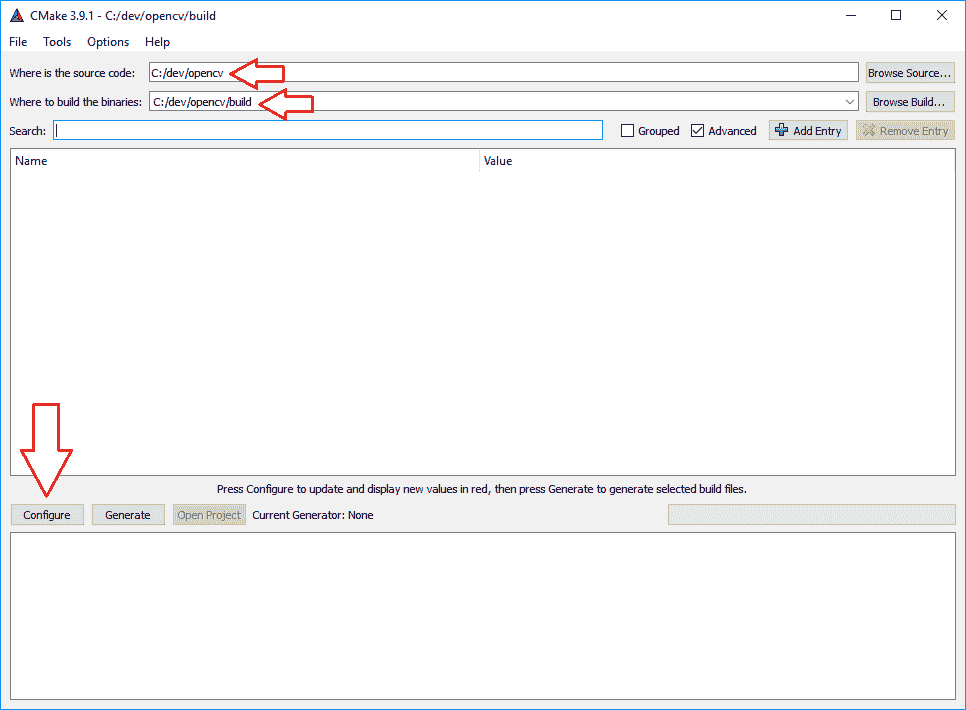 CMake 3.9.1 - C:/dev/opencv/build
File Tools Options Help
Where is the source code: C:/dev/opencv Browse Source...
Where to build the binaries: C:/dev/opencv/build Browse Build...
Search: Grouped Advanced Add Entry Remove Entry
Name Value
Press Configure to update and display new values in red, then press Generate to generate selected build files.
Configure Generate Open Project Current Generator: None